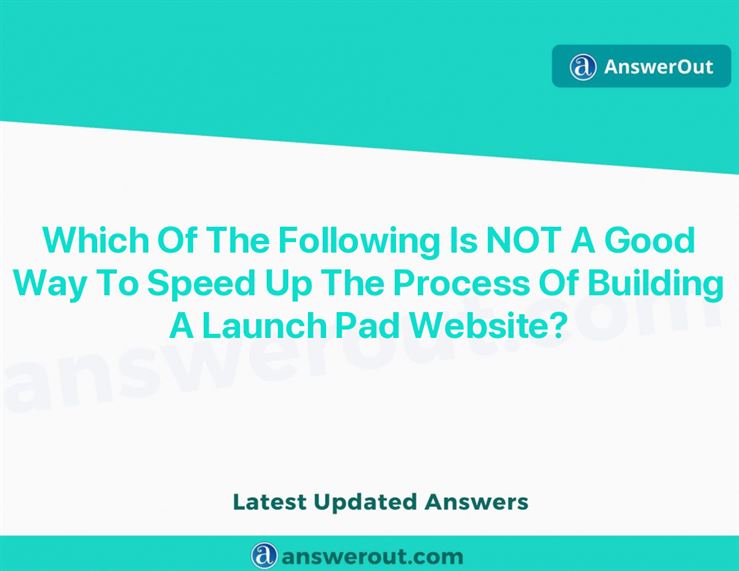 AnswerOut
Which Of The Following Is NOT A Good
Way To Speed Up The Process Of Building
A Launch Pad Website?
answerout.com
Latest Updated Answers
answerout.com